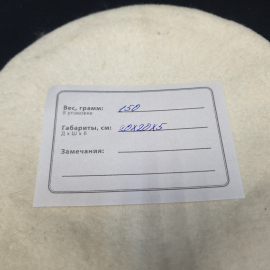 Вес, грамм: 150
В упаковке
Габариты, см: 20х20х5
Д х Ш х В
Замечания: